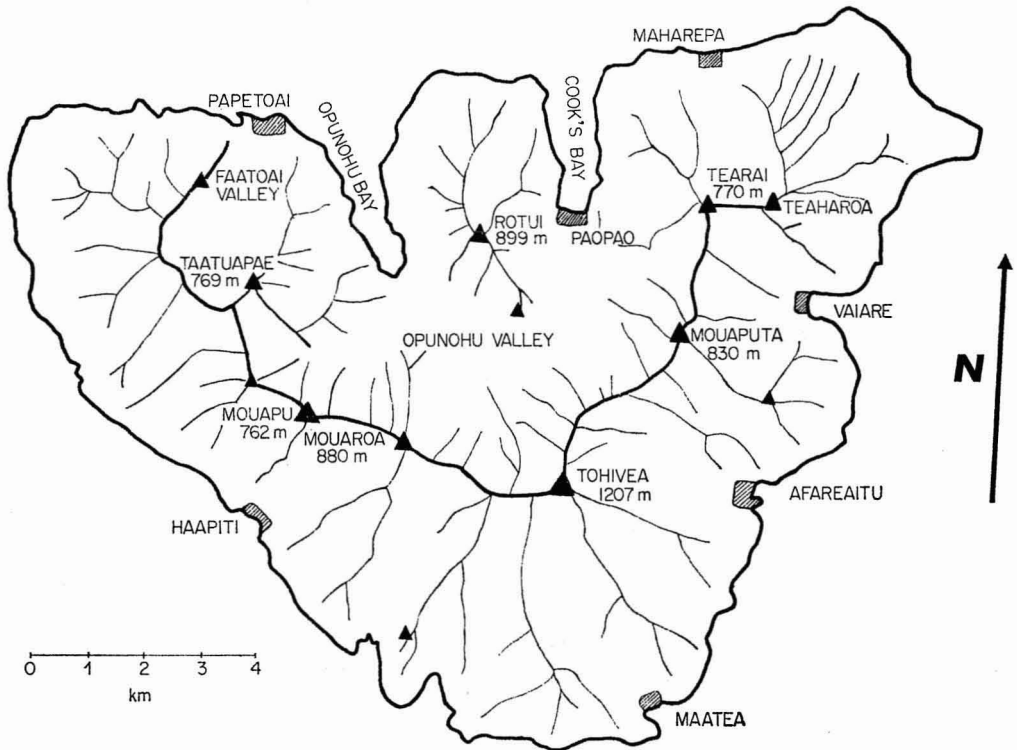 MAHAREPA
PAPETOAI
OPUNOHU BAY
COOK'S BAY
FAATOAI
VALLEY
TEARAI
770 m
TEAHAROA
ROTUI
899 m
PAOPAO
TAATUAPAE
769 m
VAIARE
OPUNOHU VALLEY
MOUAPUTA
830 m
N
MOUAPU
762 m
MOUAROA
880 m
TOHIVEA
1207 m
AFAREAITU
HAAPITI
0 1 2 3 4
km
MAATEA